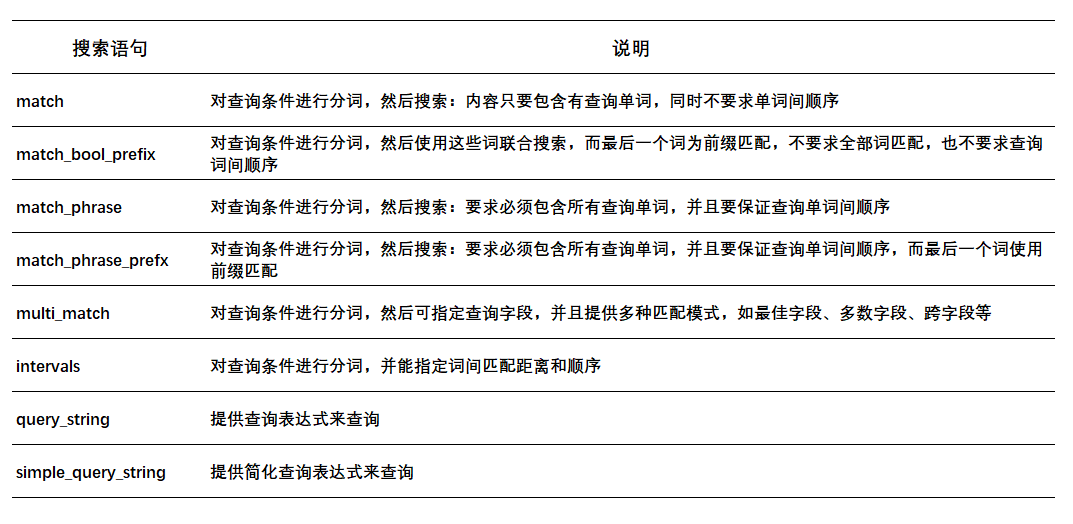 搜索语句 说明
match 对查询条件进行分词，然后搜索：内容只要包含有查询单词，同时不要求单词间顺序
match_bool_prefix 对查询条件进行分词，然后使用这些词联合搜索，而最后一个词为前缀匹配，不要求全部词匹配，也不要求查询
词间顺序
match_phrase 对查询条件进行分词，然后搜索：要求必须包含所有查询单词，并且要保证查询单词间顺序
match_phrase_prefx 对查询条件进行分词，然后搜索：要求必须包含所有查询单词，并且要保证查询单词间顺序，而最后一个词使用
前缀匹配
multi_match 对查询条件进行分词，然后可指定查询字段，并且提供多种匹配模式，如最佳字段、多数字段、跨字段等
intervals 对查询条件进行分词，并能指定词间匹配距离和顺序
query_string 提供查询表达式来查询
simple_query_string 提供简化查询表达式来查询